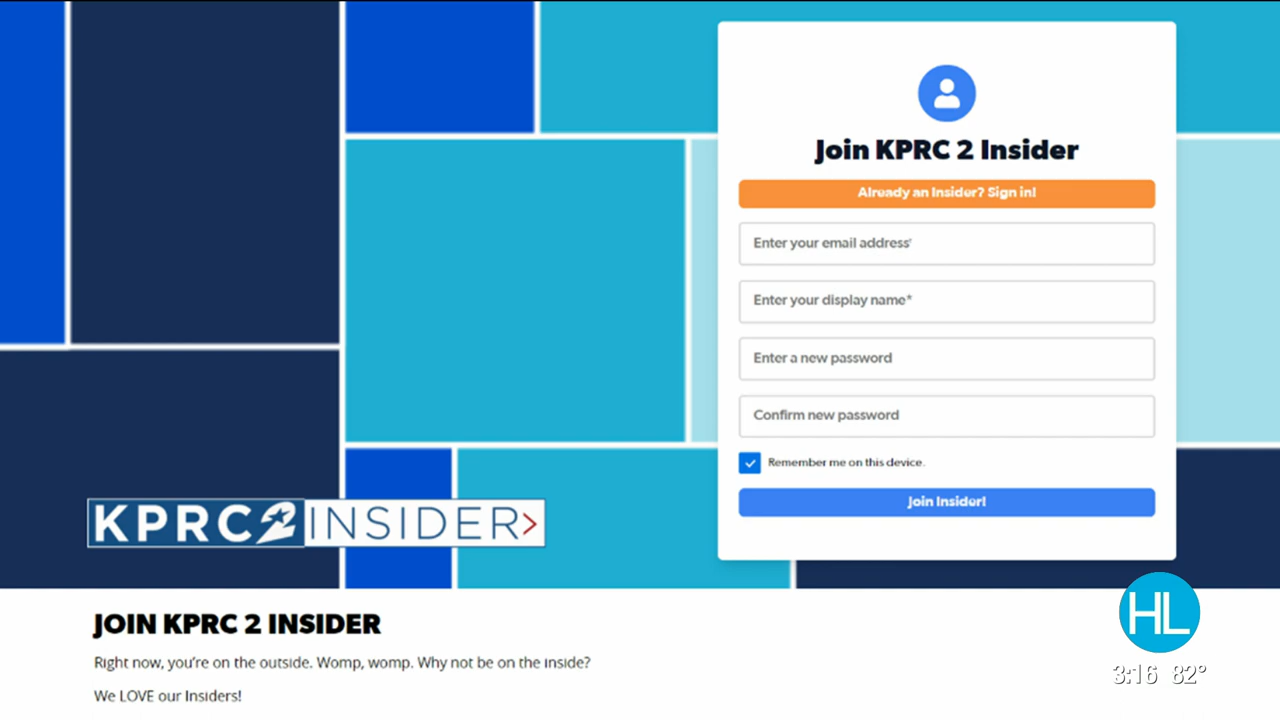 Join KPRC 2 Insider
Already an Insider? Sign in!
Enter your email address*
Enter your display name*
Enter a new password
Confirm new password
Remember me on this device.
Join Insider!
KPRC 2 INSIDER>
JOIN KPRC 2 INSIDER
Right now, you're on the outside. Womp, womp. Why not be on the inside?
We LOVE our Insiders!
HL
3:16 82°